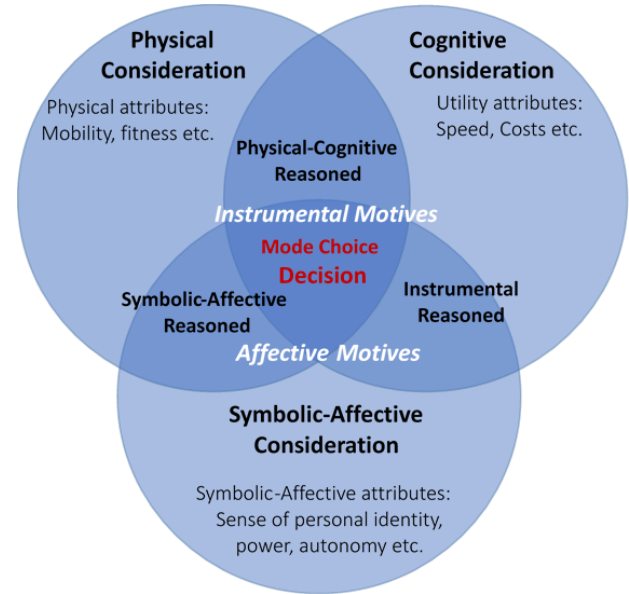 Physical
Consideration
Physical attributes:
Mobility, fitness etc.
Cognitive
Consideration
Utility attributes:
Speed, Costs etc.
Physical-Cognitive
Reasoned
Instrumental Motives
Mode Choice
Decision
Symbolic-Affective
Reasoned
Instrumental
Reasoned
Affective Motives
Symbolic-Affective
Consideration
Symbolic-Affective attributes:
Sense of personal identity,
power, autonomy etc.